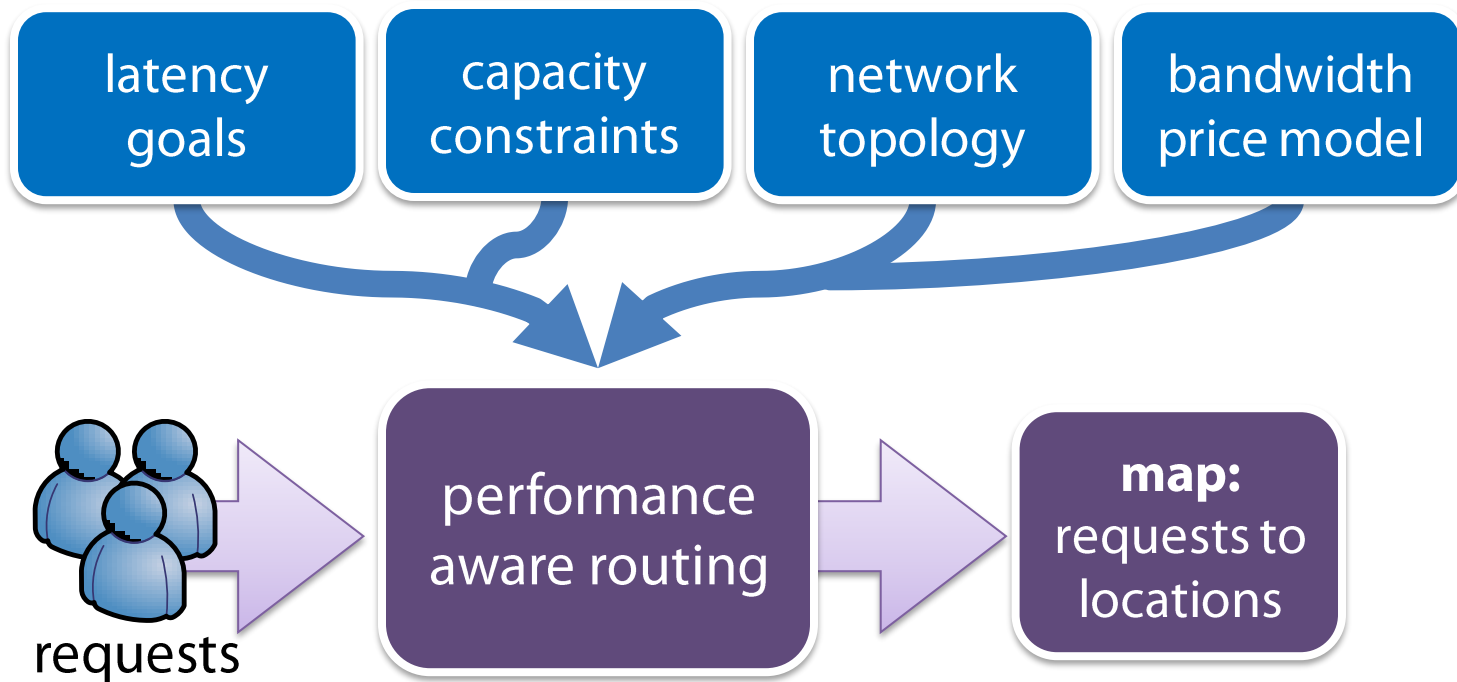 latency
goals
capacity
constraints
network
topology
bandwidth
price model
performance
aware routing
map:
requests to
locations
requests